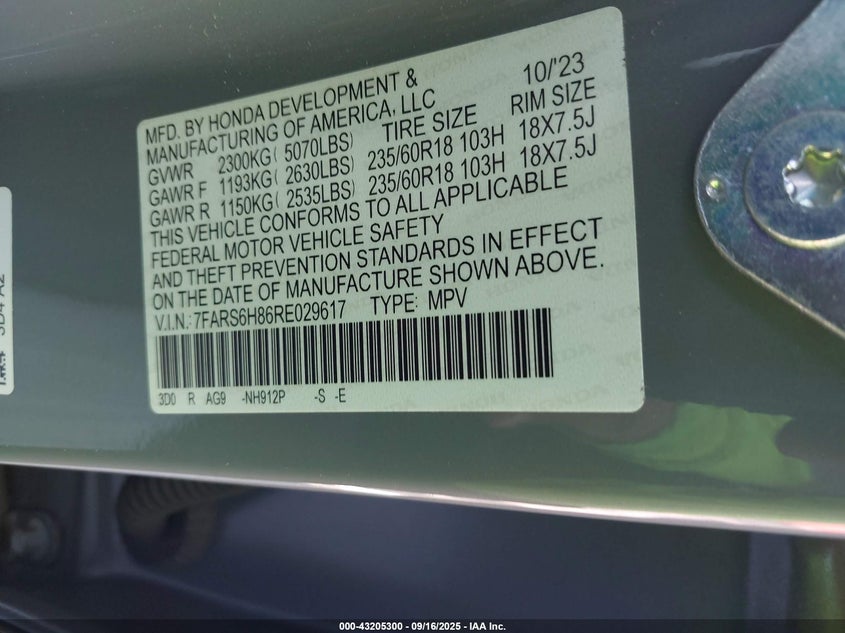 MFD. BY HONDA DEVELOPMENT & 10/'23
MANUFACTURING OF AMERICA, LLC
GVWR 2300KG ( 5070LBS) TIRE SIZE RIM SIZE
GAWR F 1193KG ( 2630LBS) 235/60R18 103H 18X7.5J
GAWR R 1150KG ( 2535LBS) 235/60R18 103H 18X7.5J
THIS VEHICLE CONFORMS TO ALL APPLICABLE
FEDERAL MOTOR VEHICLE SAFETY
AND THEFT PREVENTION STANDARDS IN EFFECT
ON THE DATE OF MANUFACTURE SHOWN ABOVE.
V.I.N.: 7FARS6H86RE029617 TYPE: MPV
3D0 R AG9 -NH912P -S -E
000-43205300 - 09/16/2025 - IAA Inc.